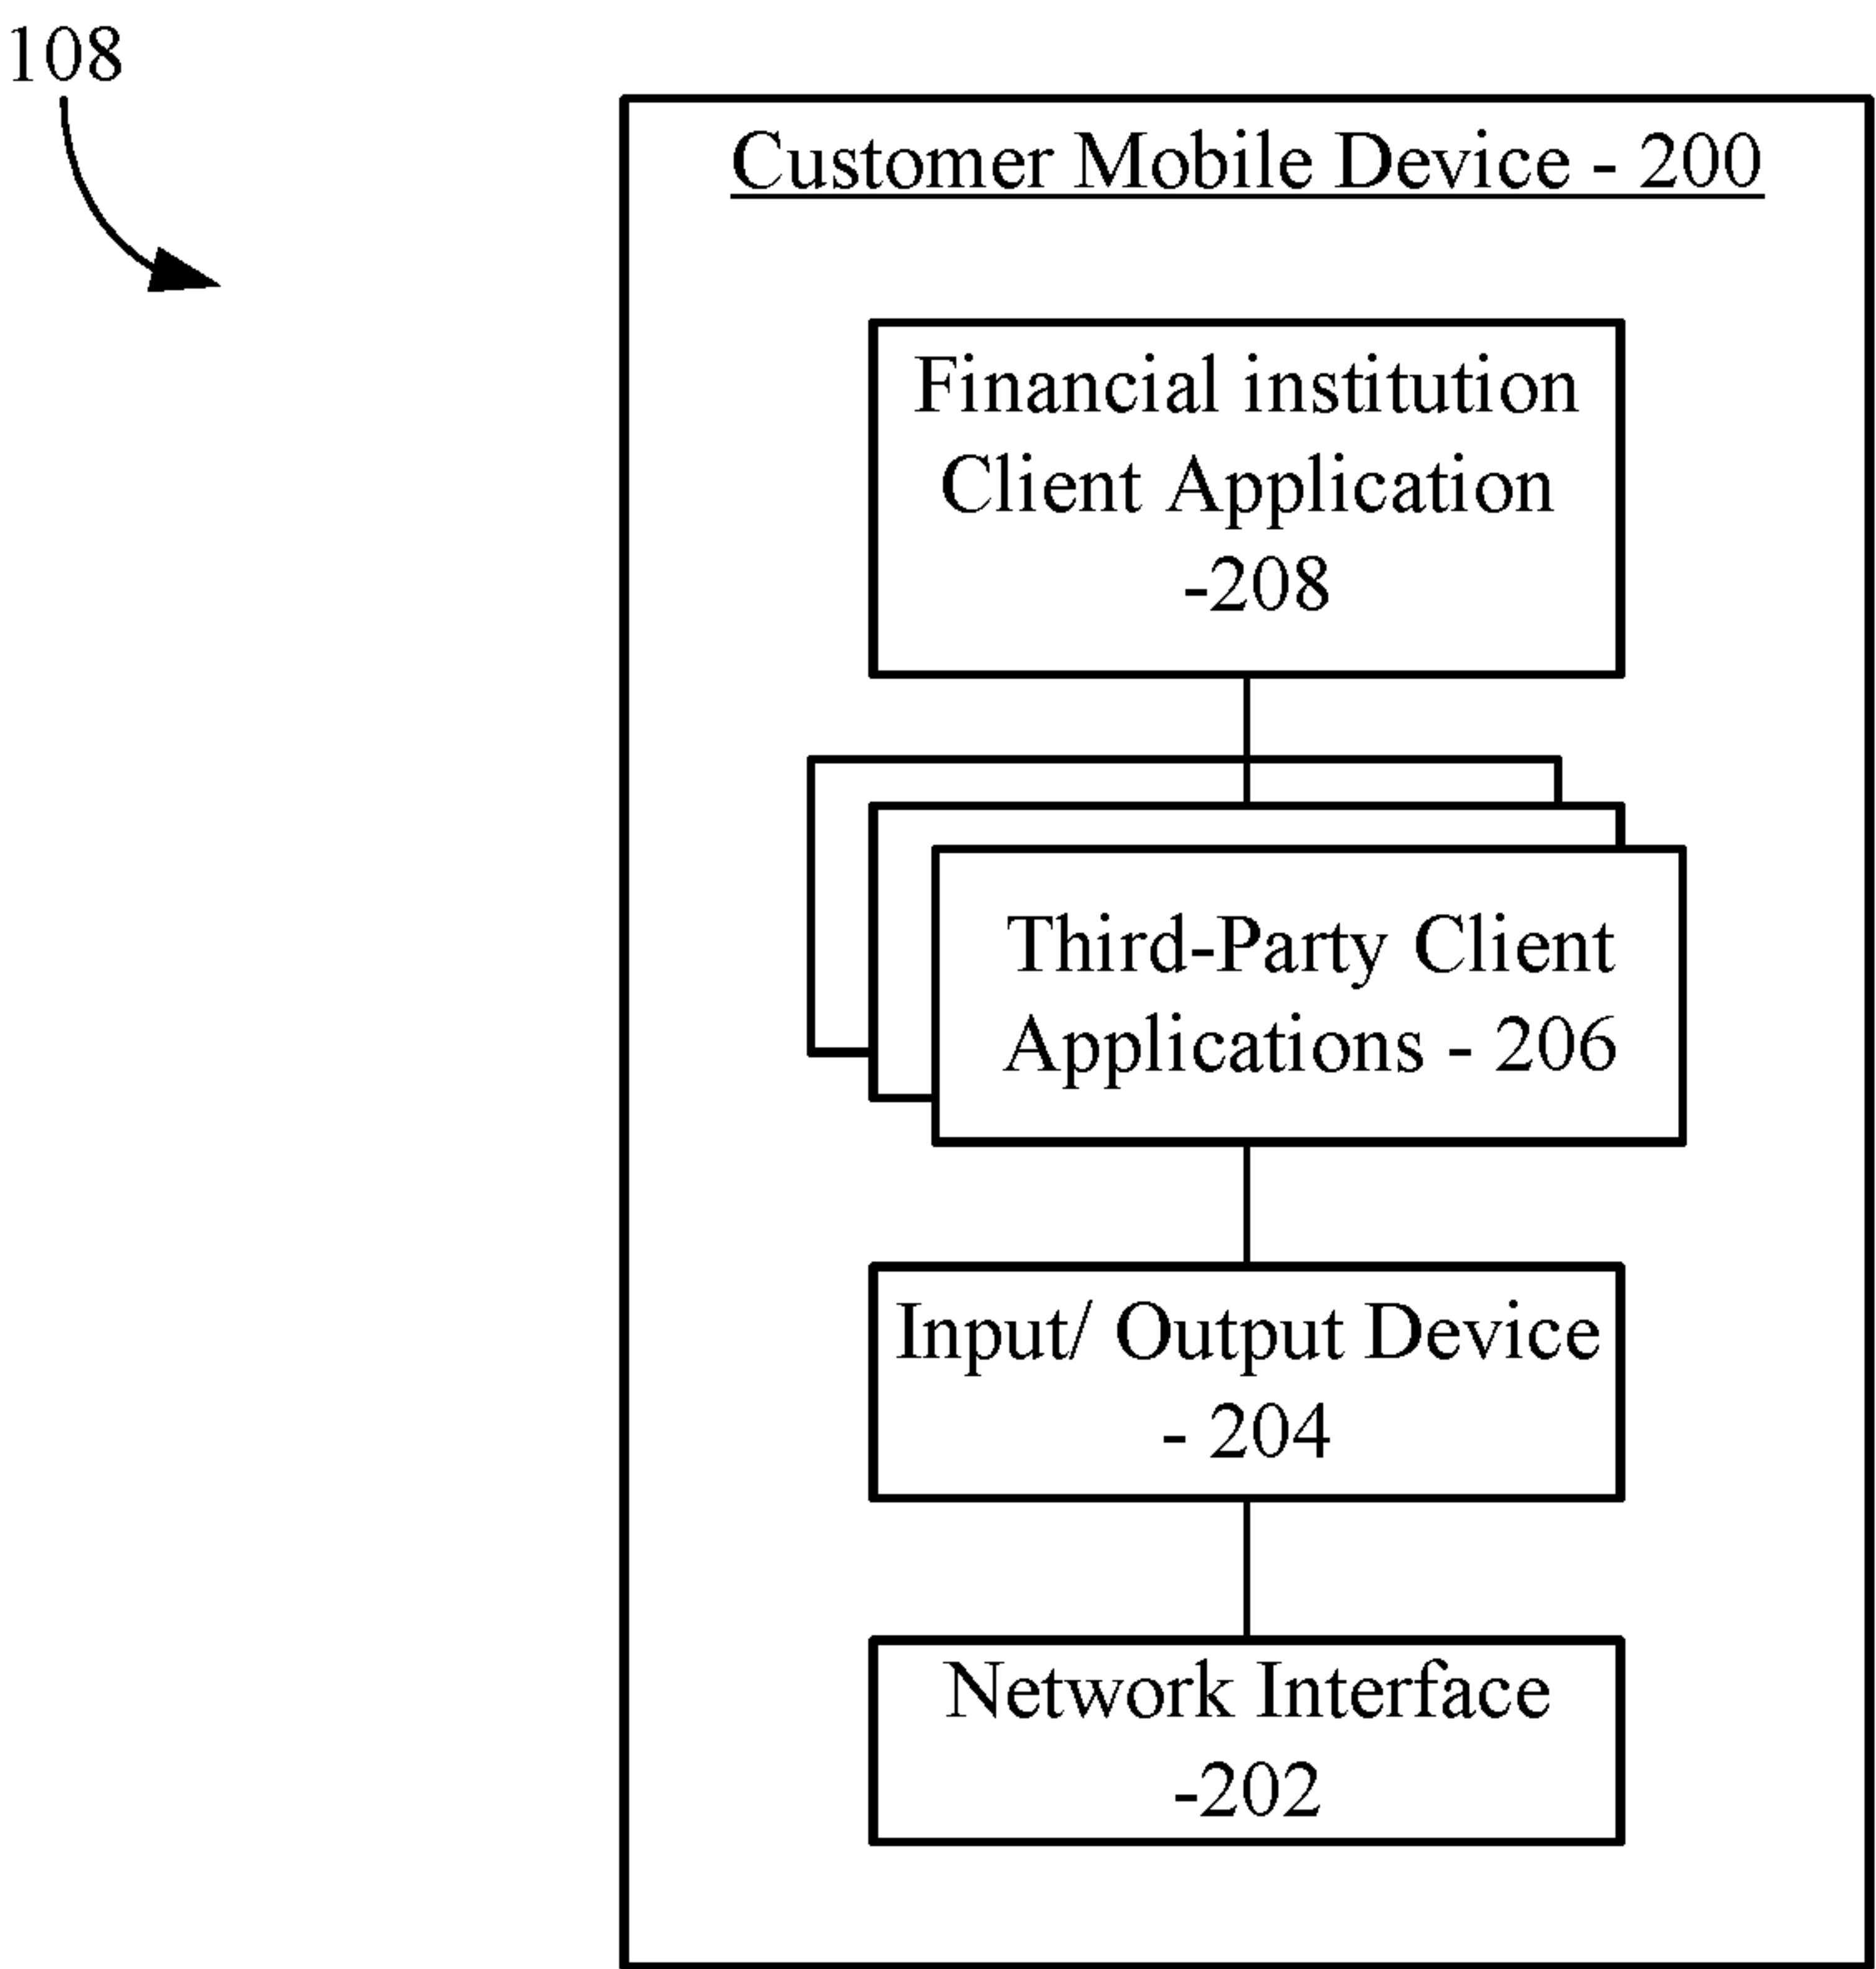 108
Customer Mobile Device - 200
Financial institution
Client Application
-208
Third-Party Client
Applications - 206
Input/ Output Device
- 204
Network Interface
-202